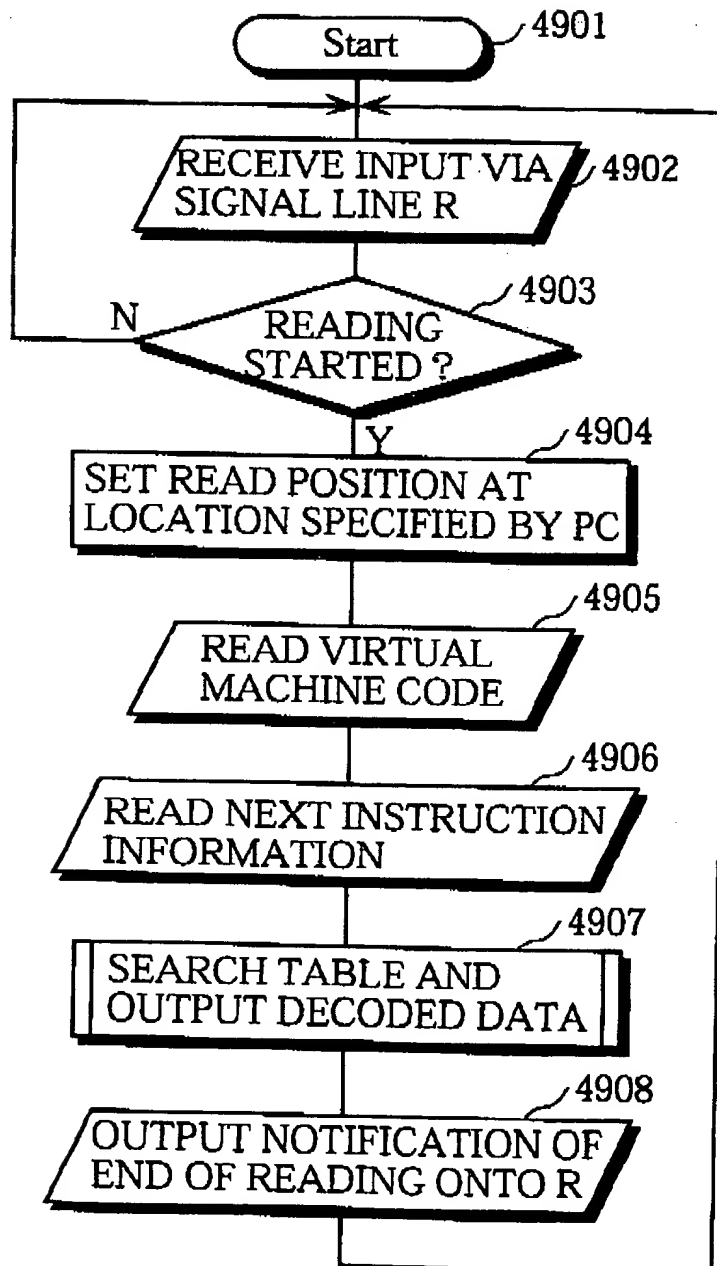 Start
4901
RECEIVE INPUT VIA
SIGNAL LINE R
4902
4903
N
READING
STARTED ?
Y
4904
SET READ POSITION AT
LOCATION SPECIFIED BY PC
4905
READ VIRTUAL
MACHINE CODE
4906
READ NEXT INSTRUCTION
INFORMATION
4907
SEARCH TABLE AND
OUTPUT DECODED DATA
4908
OUTPUT NOTIFICATION OF
END OF READING ONTO R